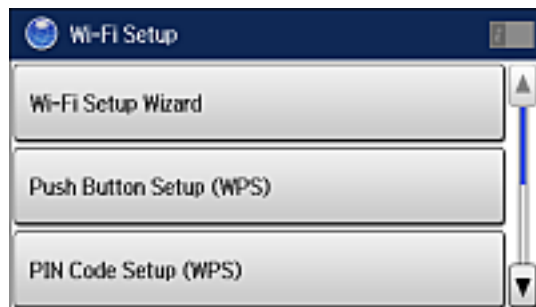 Wi-Fi Setup
Wi-Fi Setup Wizard
Push Button Setup (WPS)
PIN Code Setup (WPS)